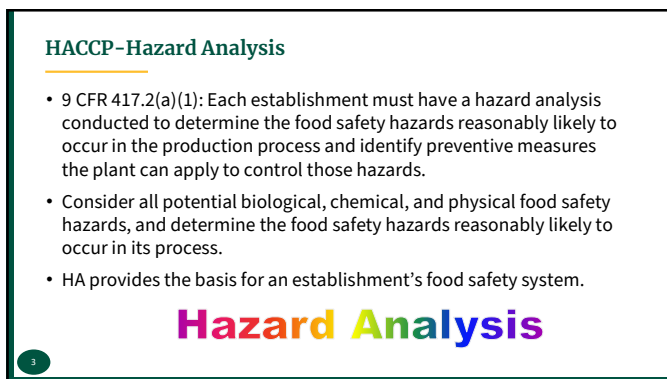 HACCP-Hazard Analysis
• 9 CFR 417.2(a)(1): Each establishment must have a hazard analysis
conducted to determine the food safety hazards reasonably likely to
occur in the production process and identify preventive measures
the plant can apply to control those hazards.
• Consider all potential biological, chemical, and physical food safety
hazards, and determine the food safety hazards reasonably likely to
occur in its process.
• HA provides the basis for an establishment’s food safety system.
Hazard Analysis
3